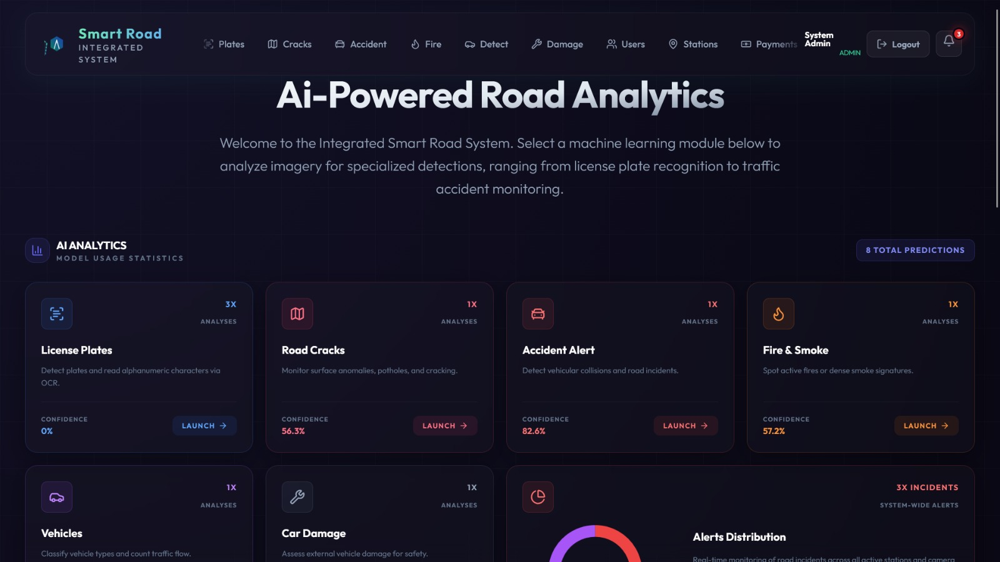 Smart Road
INTEGRATED
SYSTEM
Plates
Cracks
Accident
Fire
Detect
Damage
Users
Stations
Payments
System
Admin
ADMIN
Logout
3
Ai-Powered Road Analytics
Welcome to the Integrated Smart Road System. Select a machine learning module below to
analyze imagery for specialized detections, ranging from license plate recognition to traffic
accident monitoring.
AI ANALYTICS
MODEL USAGE STATISTICS
8 TOTAL PREDICTIONS
3X
ANALYSES
License Plates
Detect plates and read alphanumeric characters via
OCR.
CONFIDENCE
0%
LAUNCH →
1X
ANALYSES
Road Cracks
Monitor surface anomalies, potholes, and cracking.
CONFIDENCE
56.3%
LAUNCH →
1X
ANALYSES
Accident Alert
Detect vehicular collisions and road incidents.
CONFIDENCE
82.6%
LAUNCH →
1X
ANALYSES
Fire & Smoke
Spot active fires or dense smoke signatures.
CONFIDENCE
57.2%
LAUNCH →
1X
ANALYSES
Vehicles
Classify vehicle types and count traffic flow.
1X
ANALYSES
Car Damage
Assess external vehicle damage for safety.
3X INCIDENTS
SYSTEM-WIDE ALERTS
Alerts Distribution
Real-time monitoring of road incidents across all active stations and camera